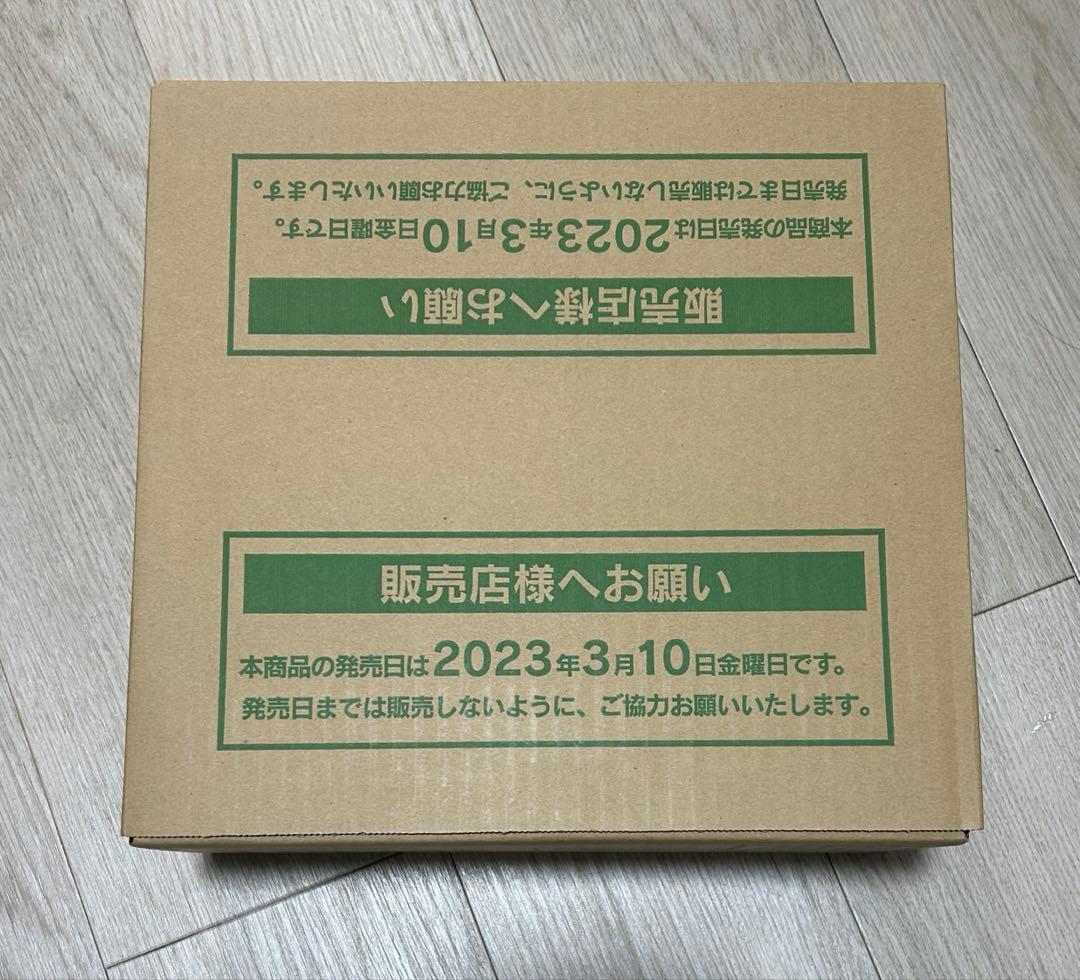 販売店様へお願い
本商品の発売日は2023年3月10日金曜日です。
発売日までは販売しないように、ご協力お願いいたします。
販売店様へお願い
本商品の発売日は2023年3月10日金曜日です。
発売日までは販売しないように、ご協力お願いいたします。